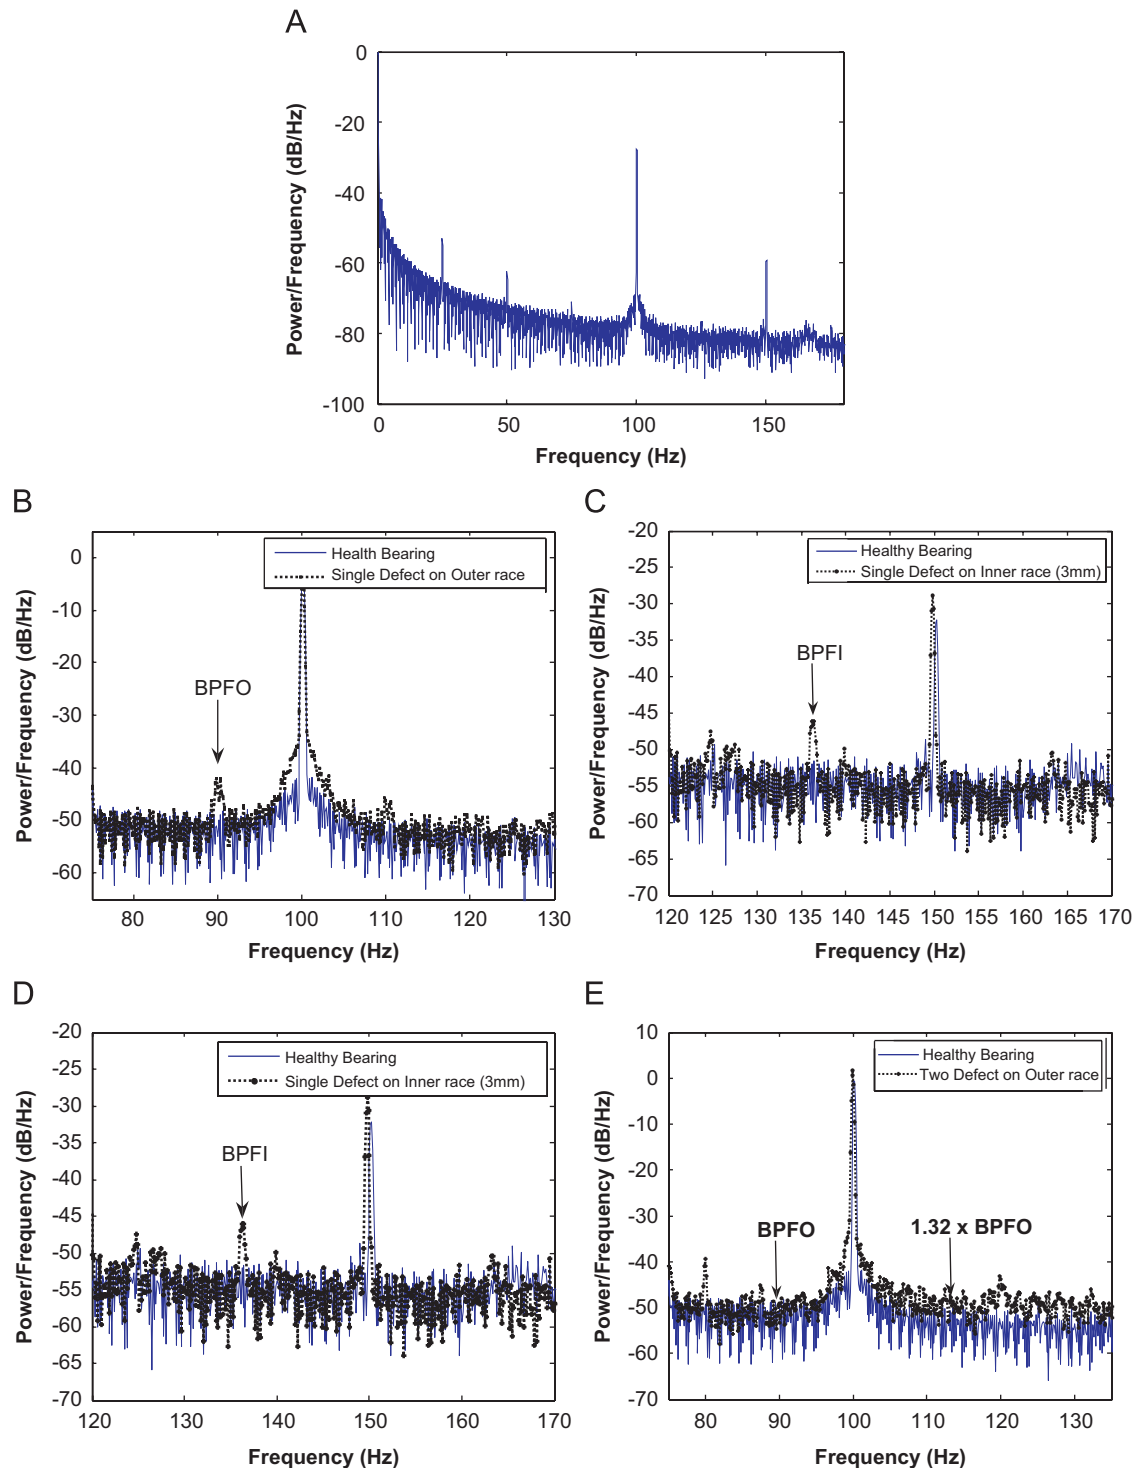 A
0
-20
-40
-60
-80
-100
0 50 100 150
Power/Frequency (dB/Hz)
Frequency (Hz)
B
Health Bearing
Single Defect on Outer race
BPFO
0
-10
-20
-30
-40
-50
-60
80 90 100 110 120 130
Power/Frequency (dB/Hz)
Frequency (Hz)
C
Healthy Bearing
Single Defect on Inner race (3mm)
BPFI
-20
-25
-30
-35
-40
-45
-50
-55
-60
-65
-70
120 125 130 135 140 145 150 155 160 165 170
Power/Frequency (dB/Hz)
Frequency (Hz)
D
Healthy Bearing
Single Defect on Inner race (3mm)
BPFI
-20
-25
-30
-35
-40
-45
-50
-55
-60
-65
-70
120 130 140 150 160 170
Power/Frequency (dB/Hz)
Frequency (Hz)
E
Healthy Bearing
Two Defect on Outer race
BPFO
1.32 x BPFO
10
0
-10
-20
-30
-40
-50
-60
-70
80 90 100 110 120 130
Power/Frequency (dB/Hz)
Frequency (Hz)